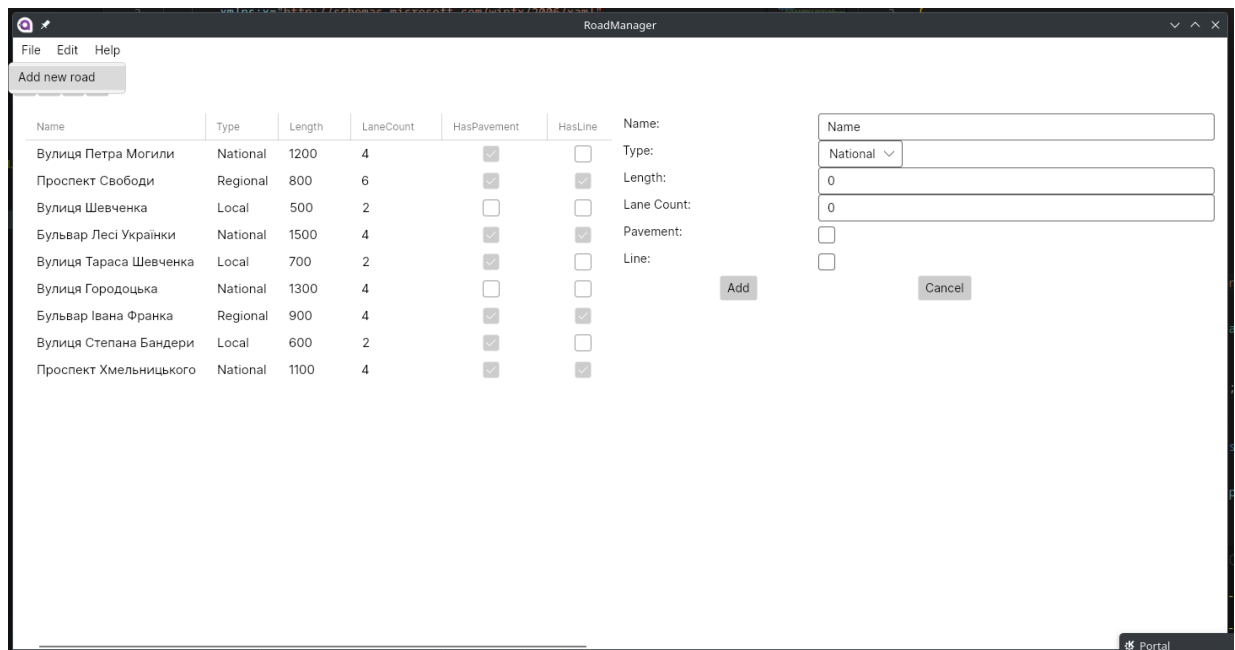 RoadManager
File Edit Help
Add new road
Name Type Length LaneCount HasPavement HasLine
Вулиця Петра Могили National 1200 4
Проспект Свободи Regional 800 6
Вулиця Шевченка Local 500 2
Бульвар Лесі Українки National 1500 4
Вулиця Тараса Шевченка Local 700 2
Вулиця Городоцька National 1300 4
Бульвар Івана Франка Regional 900 4
Вулиця Степана Бандери Local 600 2
Проспект Хмельницького National 1100 4
Name: Name
Type: National
Length: 0
Lane Count: 0
Pavement:
Line:
Add Cancel
Portal